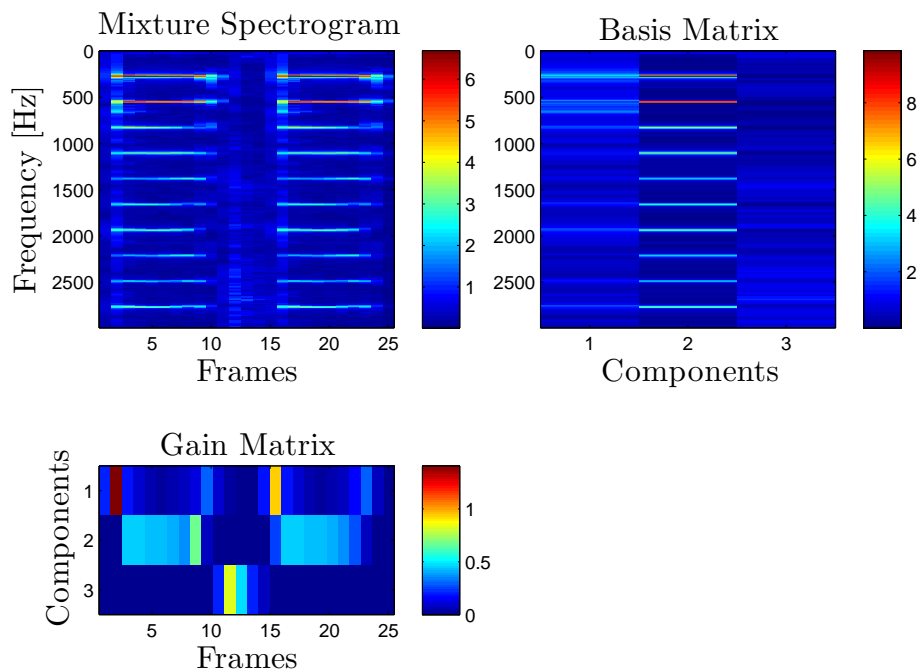 Mixture Spectrogram
Frequency [Hz]
0
500
1000
1500
2000
2500
5 10 15 20 25
Frames
6
5
4
3
2
1
Basis Matrix
0
500
1000
1500
2000
2500
1 2 3
Components
8
6
4
2
Gain Matrix
Components
1
2
3
5 10 15 20 25
Frames
1
0.5
0